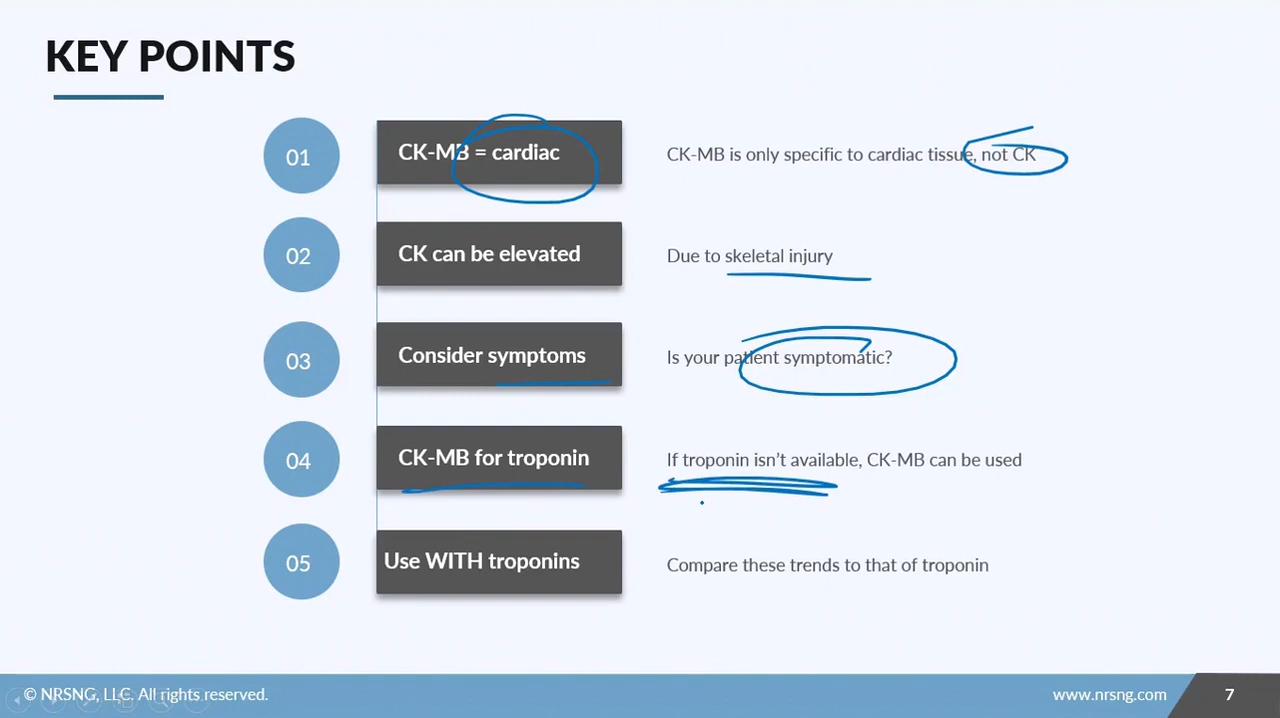 KEY POINTS
01
CK-MB = cardiac
CK-MB is only specific to cardiac tissue, not CK
02
CK can be elevated
Due to skeletal injury
03
Consider symptoms
Is your patient symptomatic?
04
CK-MB for troponin
If troponin isn't available, CK-MB can be used
05
Use WITH troponins
Compare these trends to that of troponin
© NRSNG, LLC. All rights reserved.
www.nrsng.com
7